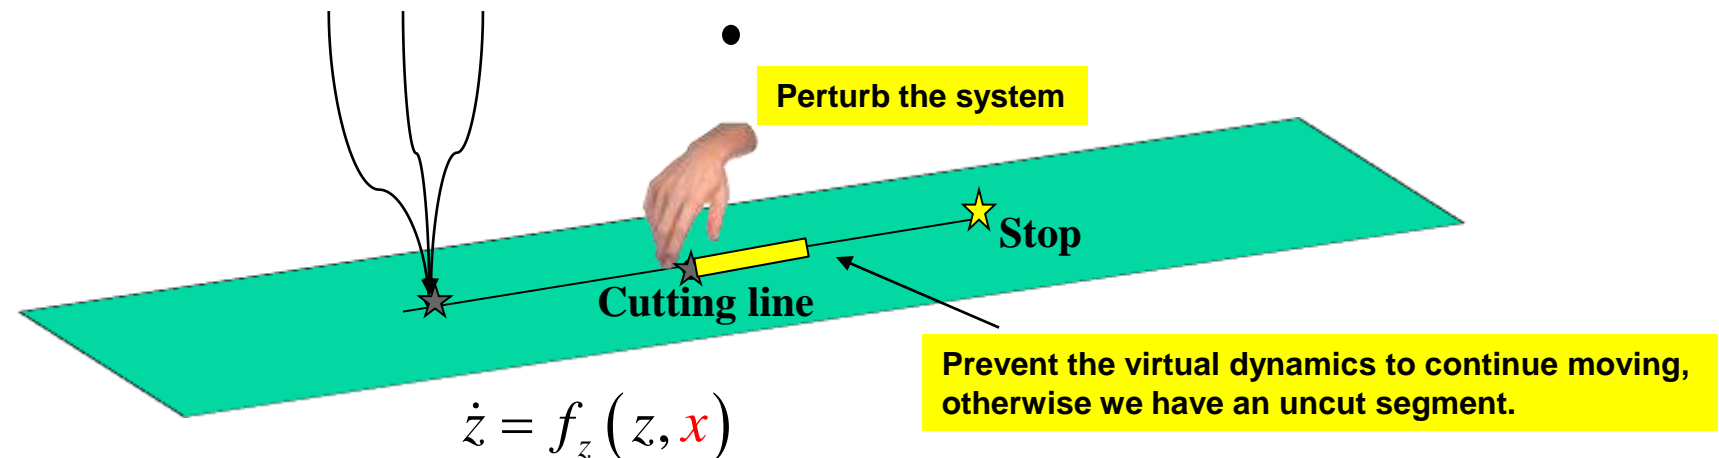 Perturb the system
Stop
Cutting line
Prevent the virtual dynamics to continue moving,
otherwise we have an uncut segment.
ż = f_z (z, x)